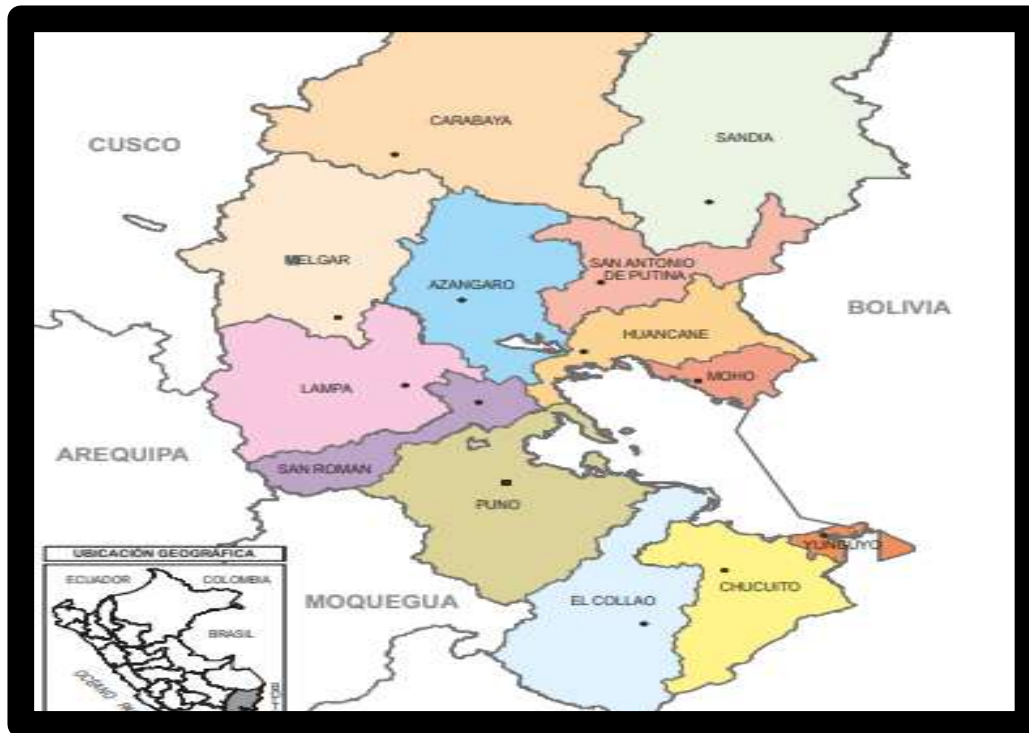 CARABAYA
SANDIA
CUSCO
MELGAR
SAN ANTONIO
DE PUTINA
AZANGARO
BOLIVIA
HUANCANE
MOHO
LAMPA
AREQUIPA
SAN ROMAN
PUNO
YUNGUYO
UBICACIÓN GEOGRÁFICA
ECUADOR
COLOMBIA
CHUCUITO
MOQUEGUA
EL COLLAO
BRASIL
OCEANO